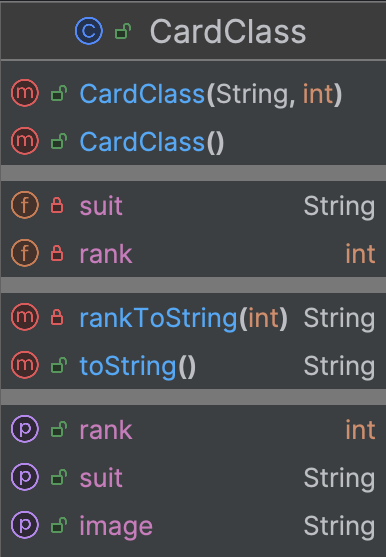 C CardClass
m CardClass(String, int)
m CardClass()
f suit String
f rank int
m rankToString(int) String
m toString() String
p rank int
p suit String
p image String